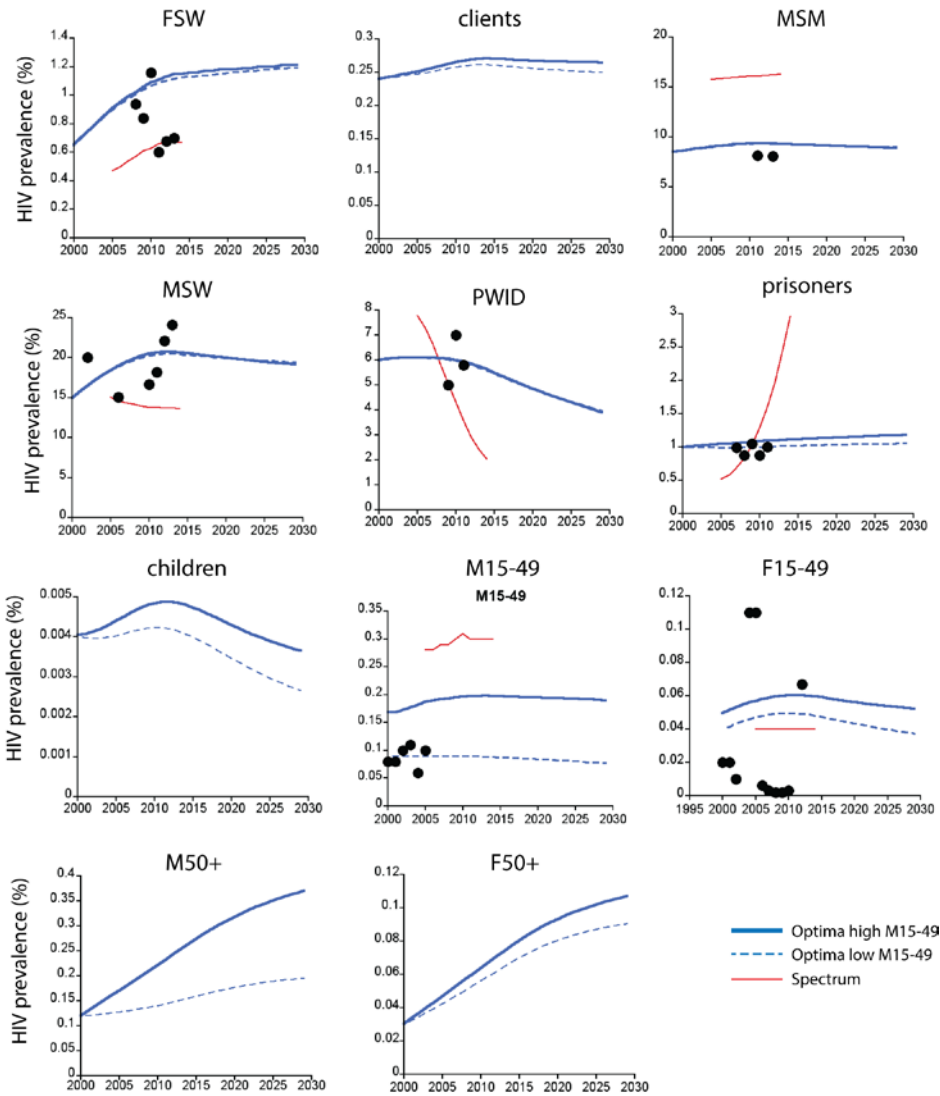 FSW
HIV prevalence (%)
1.4
1.2
1
0.8
0.6
0.4
0.2
0
2000 2005 2010 2015 2020 2025 2030
clients
0.3
0.25
0.2
0.15
0.1
0.05
0
2000 2005 2010 2015 2020 2025 2030
MSM
20
15
10
5
0
2000 2005 2010 2015 2020 2025 2030
MSW
HIV prevalence (%)
25
20
15
10
5
0
2000 2005 2010 2015 2020 2025 2030
PWID
8
7
6
5
4
3
2
1
0
2000 2005 2010 2015 2020 2025 2030
prisoners
3
2.5
2
1.5
1
0.5
0
2000 2005 2010 2015 2020 2025 2030
children
HIV prevalence (%)
0.005
0.004
0.003
0.002
0.001
0
2000 2005 2010 2015 2020 2025 2030
M15-49
M15-49
0.35
0.3
0.25
0.2
0.15
0.1
0.05
0
2000 2005 2010 2015 2020 2025 2030
F15-49
0.12
0.10
0.08
0.06
0.04
0.02
0
1995 2000 2005 2010 2015 2020 2025 2030
M50+
HIV prevalence (%)
0.4
0.35
0.3
0.25
0.2
0.15
0.1
0.05
0
2000 2005 2010 2015 2020 2025 2030
F50+
0.12
0.1
0.08
0.06
0.04
0.02
0
2000 2005 2010 2015 2020 2025 2030
Optima high M15-49
Optima low M15-49
Spectrum